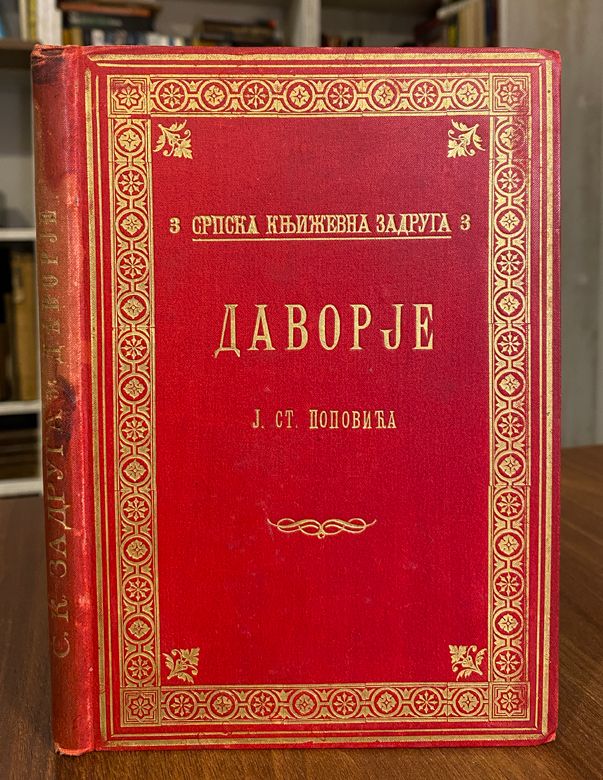 3 СРПСКА КЊИЖЕВНА ЗАДРУГА 3
ДАВОРЈЕ
Ј. СТ. ПОПОВИЋА
С. К. ЗАДРУГА ДАВОРЈЕ